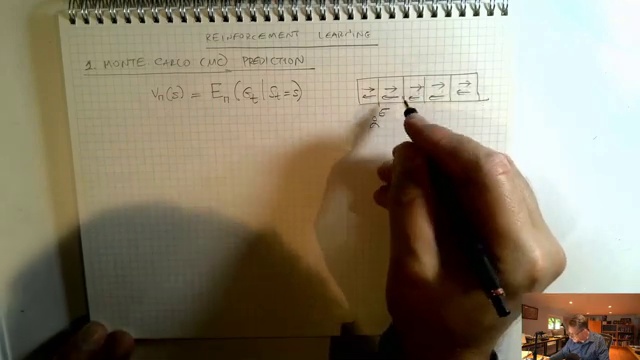 REINFORCEMENT LEARNING
1. MONTE CARLO (MC) PREDICTION
Vπ(s) = Eπ(Gt | St = s)